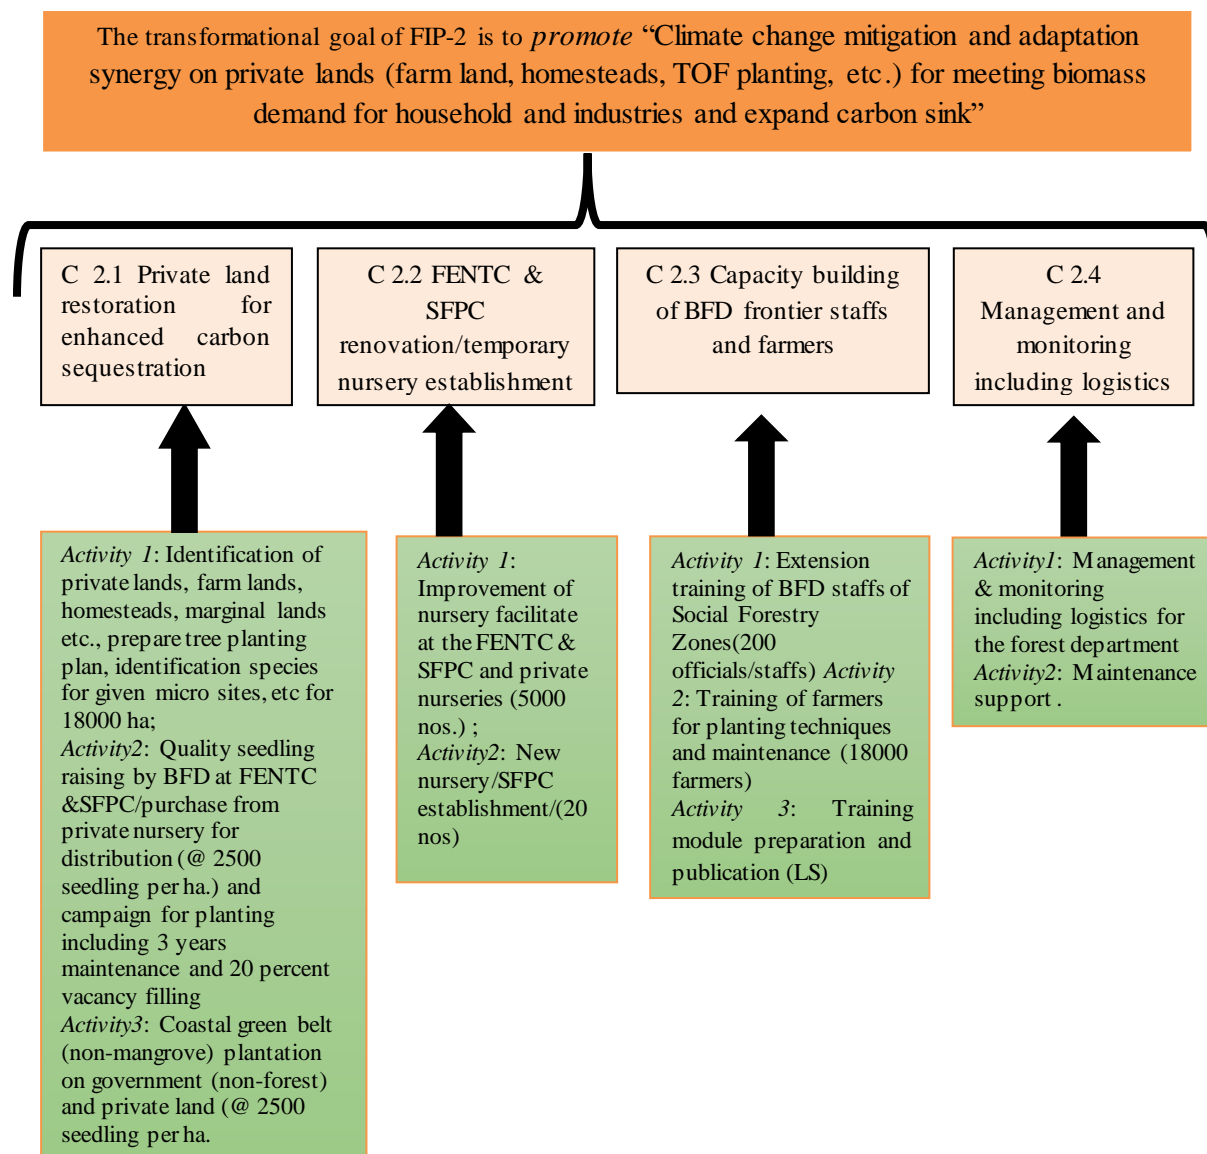 The transformational goal of FIP-2 is to promote “Climate change mitigation and adaptation
synergy on private lands (farm land, homesteads, TOF planting, etc.) for meeting biomass
demand for household and industries and expand carbon sink”
C 2.1 Private land
restoration for
enhanced carbon
sequestration
C 2.2 FENTC &
SFPC
renovation/temporary
nursery establishment
C 2.3 Capacity building
of BFD frontier staffs
and farmers
C 2.4
Management and
monitoring
including logistics
Activity 1: Identification of
private lands, farm lands,
homesteads, marginal lands
etc., prepare tree planting
plan, identification species
for given micro sites, etc for
18000 ha;
Activity2: Quality seedling
raising by BFD at FENTC
&SFPC/purchase from
private nursery for
distribution (@ 2500
seedling per ha.) and
campaign for planting
including 3 years
maintenance and 20 percent
vacancy filling
Activity3: Coastal green belt
(non-mangrove) plantation
on government (non-forest)
and private land (@ 2500
seedling per ha.
Activity 1:
Improvement of
nursery facilitate
at the FENTC &
SFPC and private
nurseries (5000
nos.) ;
Activity2: New
nursery/SFPC
establishment/(20
nos)
Activity 1: Extension
training of BFD staffs of
Social Forestry
Zones(200
officials/staffs) Activity
2: Training of farmers
for planting techniques
and maintenance (18000
farmers)
Activity 3: Training
module preparation and
publication (LS)
Activity1: Management
& monitoring
including logistics for
the forest department
Activity2: Maintenance
support .